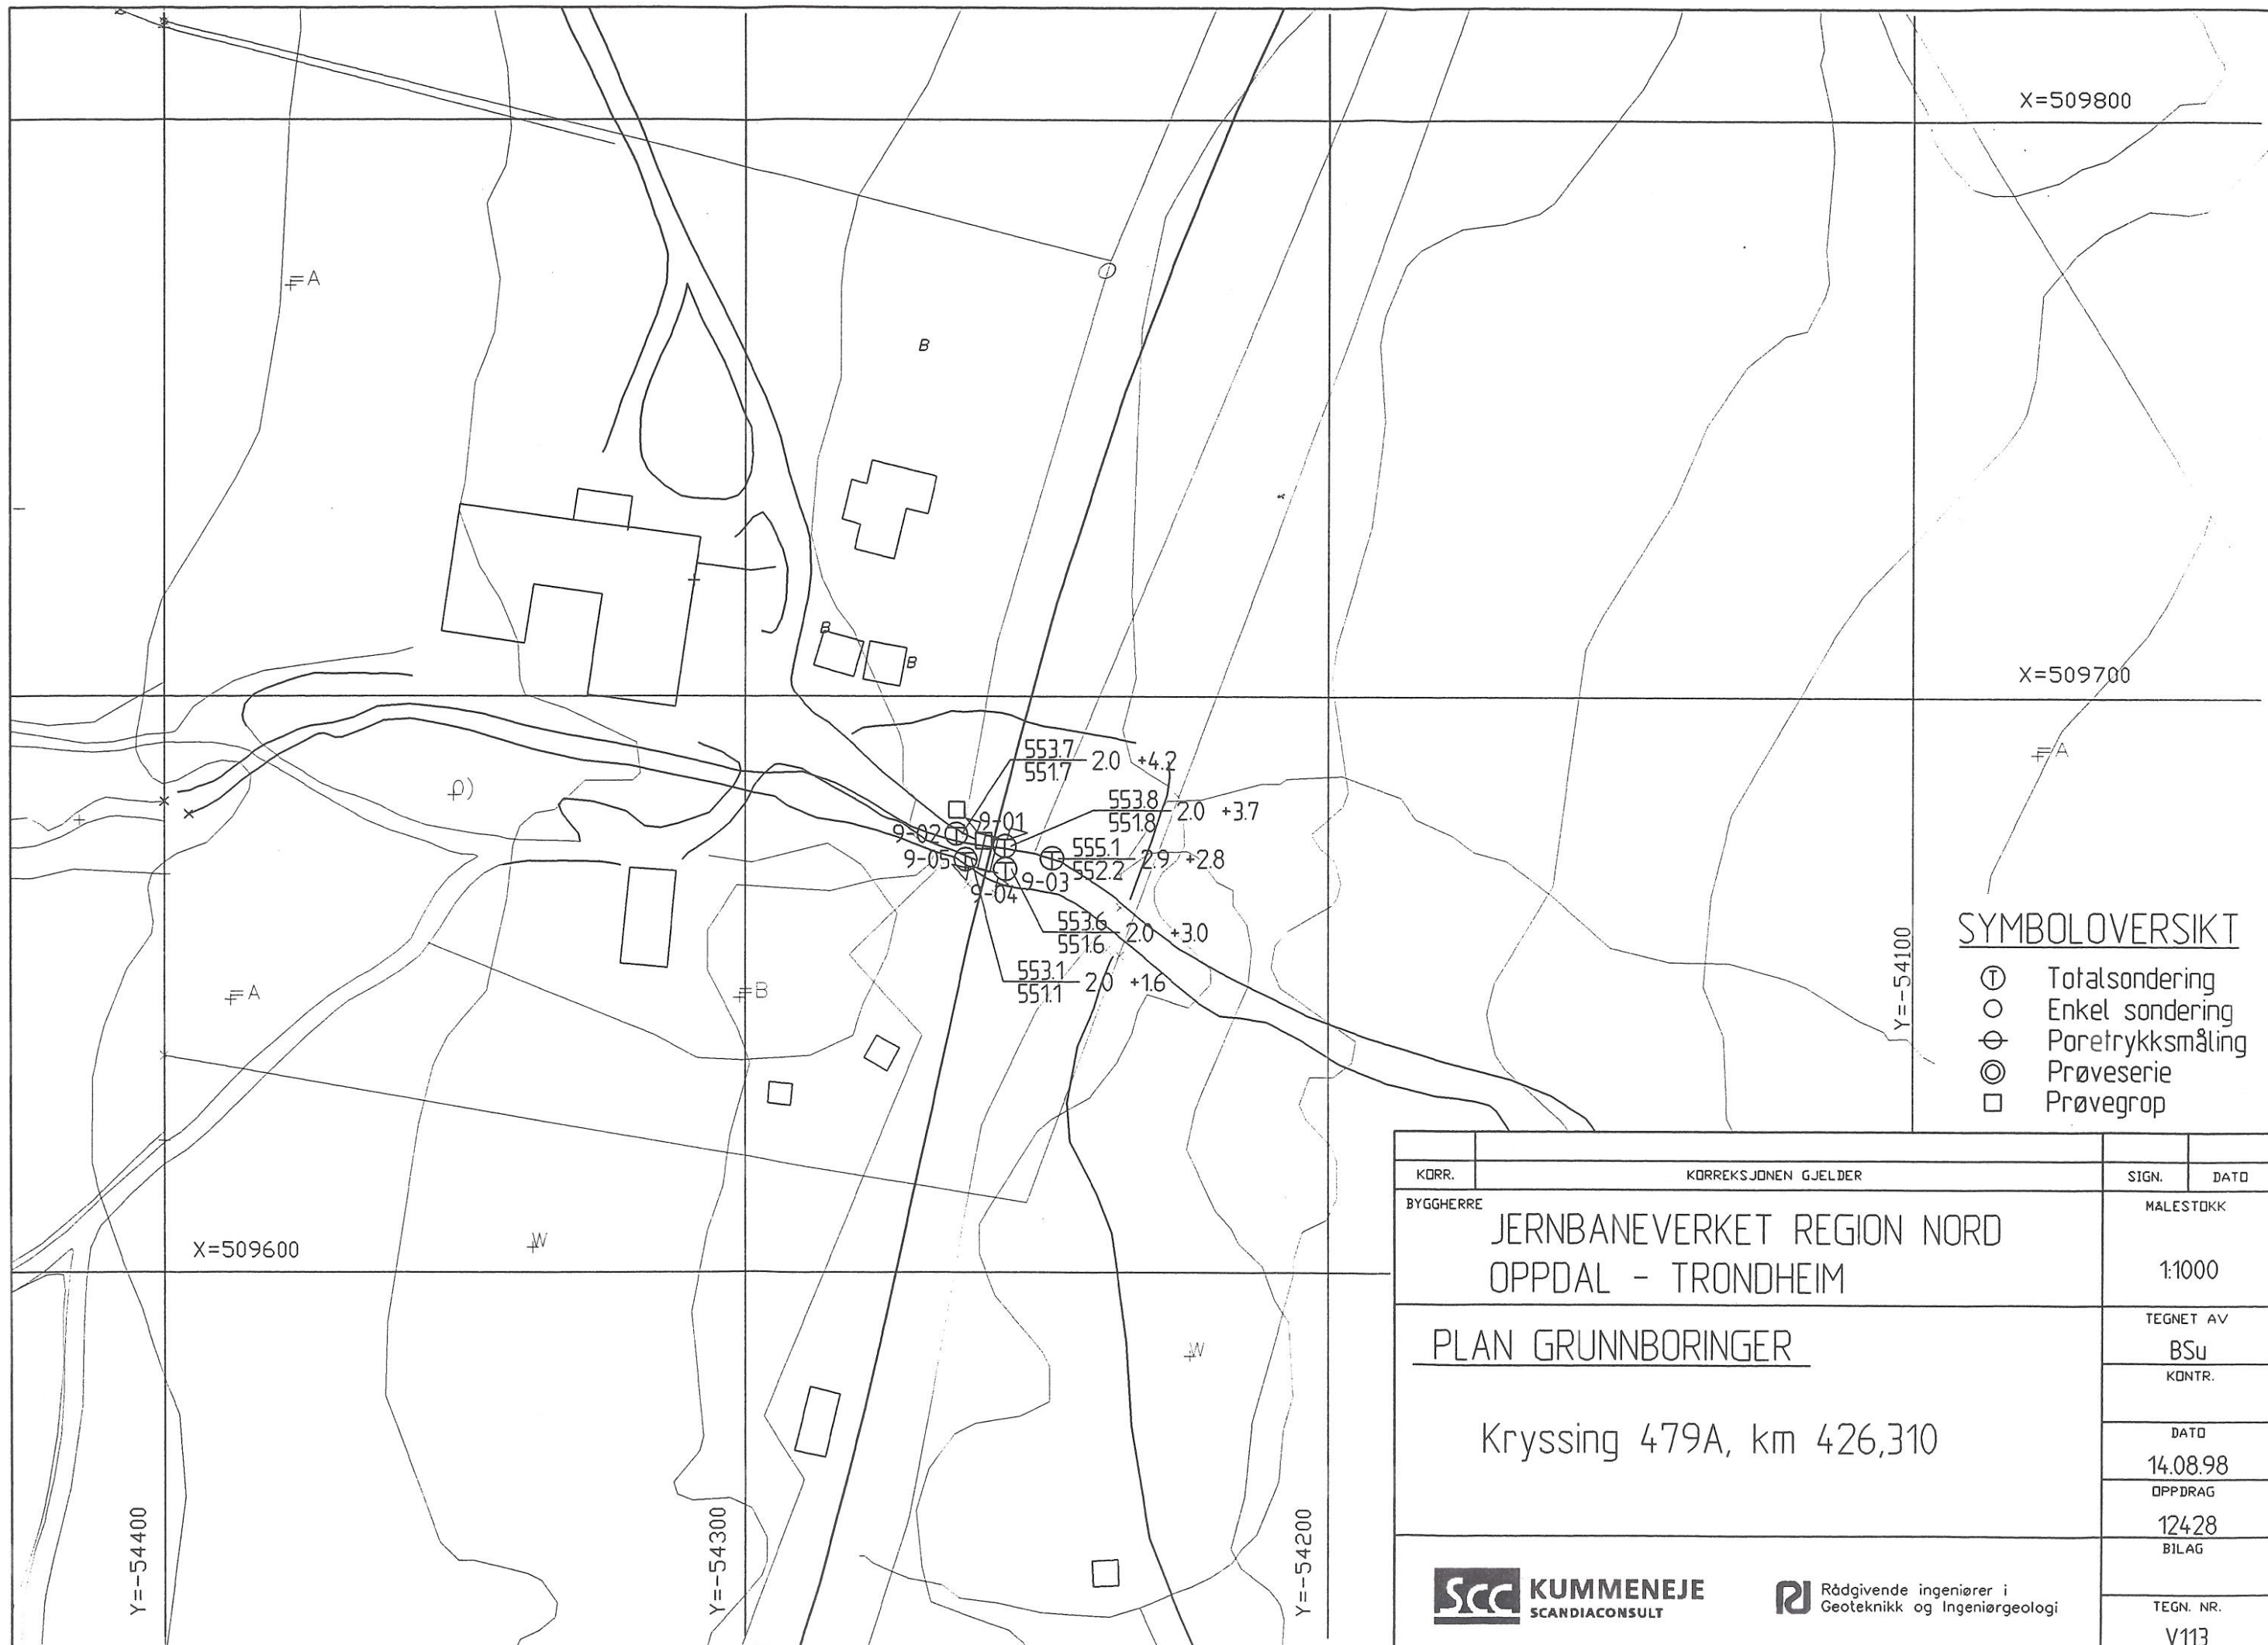 X=509800
A
B
B
B
X=509700
A
553.7
551.7
2.0 +4.2
553.8
551.8
2.0 +3.7
9-01
9-02
9-05
555.1
552.2
2.9 +2.8
9-03
9-04
553.6
551.6
2.0 +3.0
553.1
551.1
2.0 +1.6
A
B
W
W
X=509600
Y=-54400
Y=-54300
Y=-54200
Y=-54100
SYMBOLOVERSIKT
T Totalsondering
Enkel sondering
Poretrykksmåling
Prøveserie
Prøvegrop
KORR. KORREKSJONEN GJELDER SIGN. DATO
BYGGHERRE
JERNBANEVERKET REGION NORD
OPPDAL - TRONDHEIM
MÅLESTOKK
1:1000
PLAN GRUNNBORINGER
Kryssing 479A, km 426,310
TEGNET AV
BSu
KONTR.
DATO
14.08.98
OPPDRAG
12428
BILAG
TEGN. NR.
V113
SCC KUMMENEJE
SCANDIACONSULT
Rådgivende ingeniører i
Geoteknikk og Ingeniørgeologi